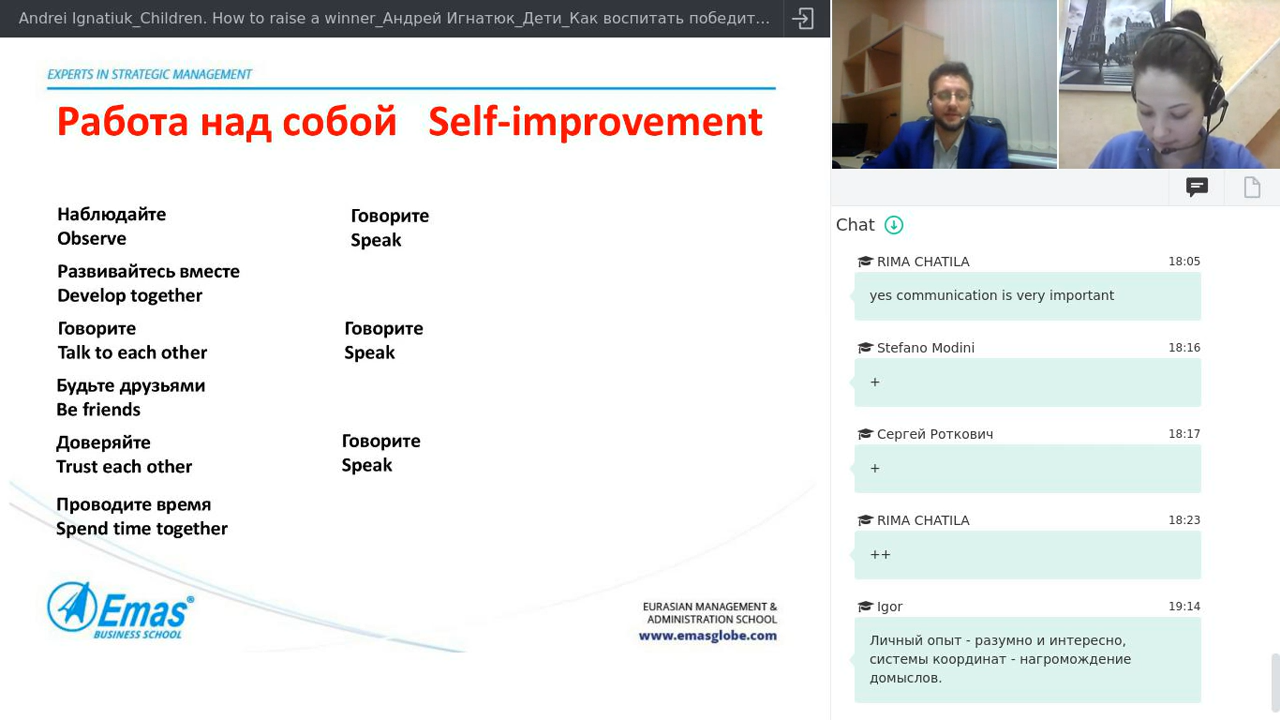 Andrei Ignatiuk_Children. How to raise a winner_Андрей Игнатюк_Дети_Как воспитать победит...
EXPERTS IN STRATEGIC MANAGEMENT
Работа над собой Self-improvement
Наблюдайте
Observe
Говорите
Speak
Развивайтесь вместе
Develop together
Говорите
Talk to each other
Говорите
Speak
Будьте друзьями
Be friends
Доверяйте
Trust each other
Говорите
Speak
Проводите время
Spend time together
Emas
BUSINESS SCHOOL
EURASIAN MANAGEMENT &
ADMINISTRATION SCHOOL
www.emasglobe.com
Chat
RIMA CHATILA 18:05
yes communication is very important
Stefano Modini 18:16
+
Сергей Роткович 18:17
+
RIMA CHATILA 18:23
++
Igor 19:14
Личный опыт - разумно и интересно,
системы координат - нагромождение
домыслов.